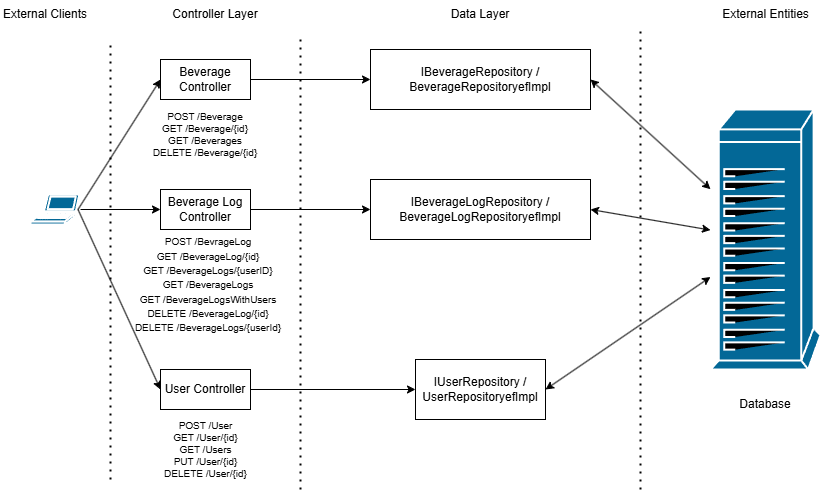 External Clients
Controller Layer
Data Layer
External Entities
Beverage
Controller
POST /Beverage
GET /Beverage/{id}
GET /Beverages
DELETE /Beverage/{id}
IBeverageRepository /
BeverageRepositoryefImpl
Beverage Log
Controller
POST /BevrageLog
GET /BeverageLog/{id}
GET /BeverageLogs/{userID}
GET /BeverageLogs
GET /BeverageLogsWithUsers
DELETE /BeverageLog/{id}
DELETE /BeverageLogs/{userId}
IBeverageLogRepository /
BeverageLogRepositoryefImpl
User Controller
POST /User
GET /User/{id}
GET /Users
PUT /User/{id}
DELETE /User/{id}
IUserRepository /
UserRepositoryefImpl
Database